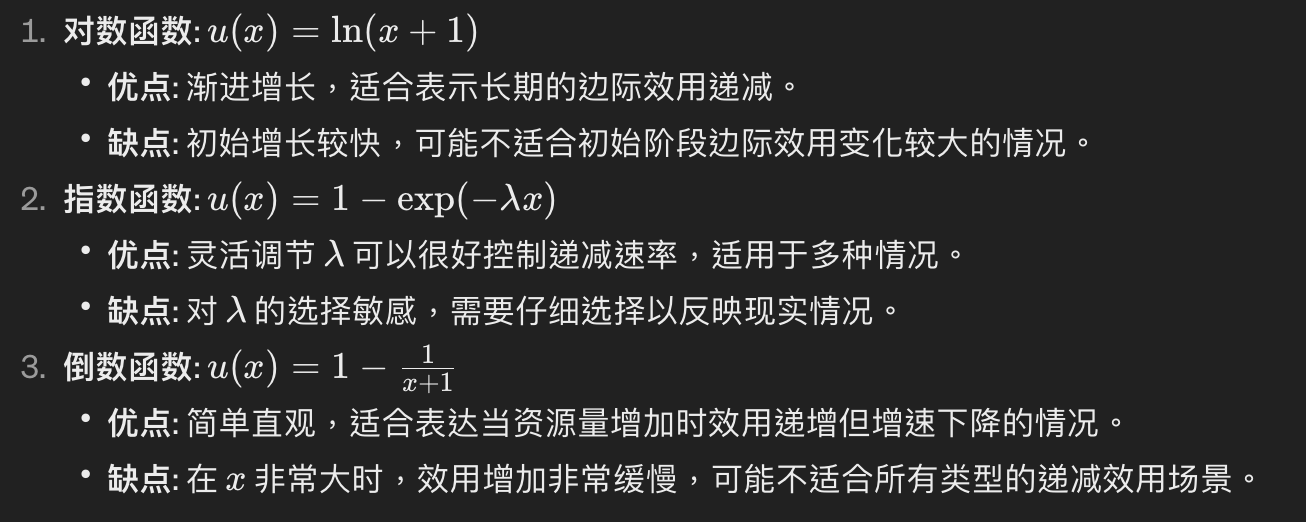 1. 对数函数: u(x) = ln(x + 1)
• 优点: 渐进增长，适合表示长期的边际效用递减。
• 缺点: 初始增长较快，可能不适合初始阶段边际效用变化较大的情况。
2. 指数函数: u(x) = 1 − exp(−λx)
• 优点: 灵活调节 λ 可以很好控制递减速率，适用于多种情况。
• 缺点: 对 λ 的选择敏感，需要仔细选择以反映现实情况。
3. 倒数函数: u(x) = 1 − \frac{1}{x+1}
• 优点: 简单直观，适合表达当资源量增加时效用递增但增速下降的情况。
• 缺点: 在 x 非常大时，效用增加非常缓慢，可能不适合所有类型的递减效用场景。